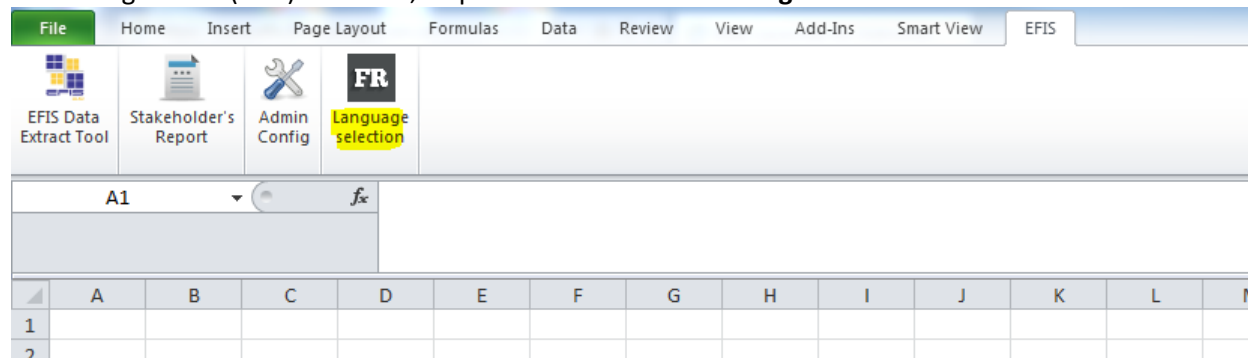 File Home Insert Page Layout Formulas Data Review View Add-Ins Smart View EFIS
FR
EFIS Data Stakeholder's Admin Language
Extract Tool Report Config selection
A1 fx
A B C D E F G H I J K L
1
2